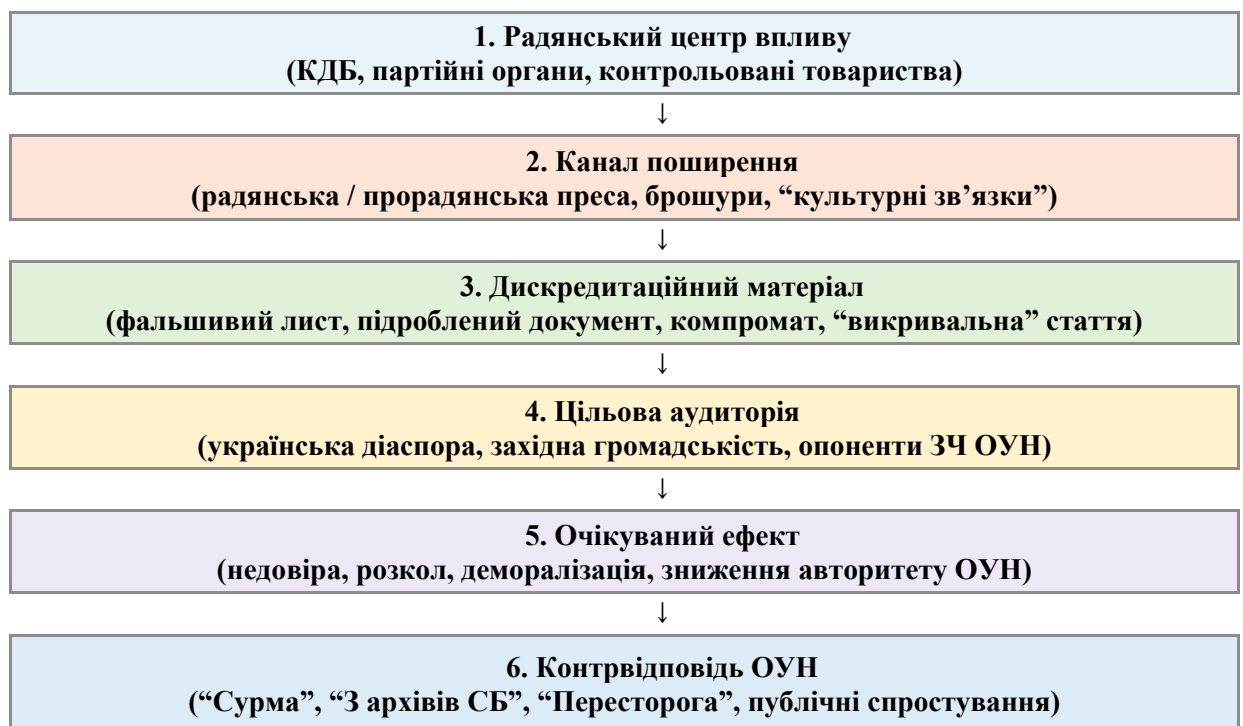 1. Радянський центр впливу
(КДБ, партійні органи, контрольовані товариства)
↓
2. Канал поширення
(радянська / прорадянська преса, брошури, “культурні зв’язки”)
↓
3. Дискредитаційний матеріал
(фальшивий лист, підроблений документ, компромат, “викривальна” стаття)
↓
4. Цільова аудиторія
(українська діаспора, західна громадськість, опоненти ЗЧ ОУН)
↓
5. Очікуваний ефект
(недовіра, розкол, деморалізація, зниження авторитету ОУН)
↓
6. Контрвідповідь ОУН
(“Сурма”, “З архівів СБ”, “Пересторога”, публічні спростування)